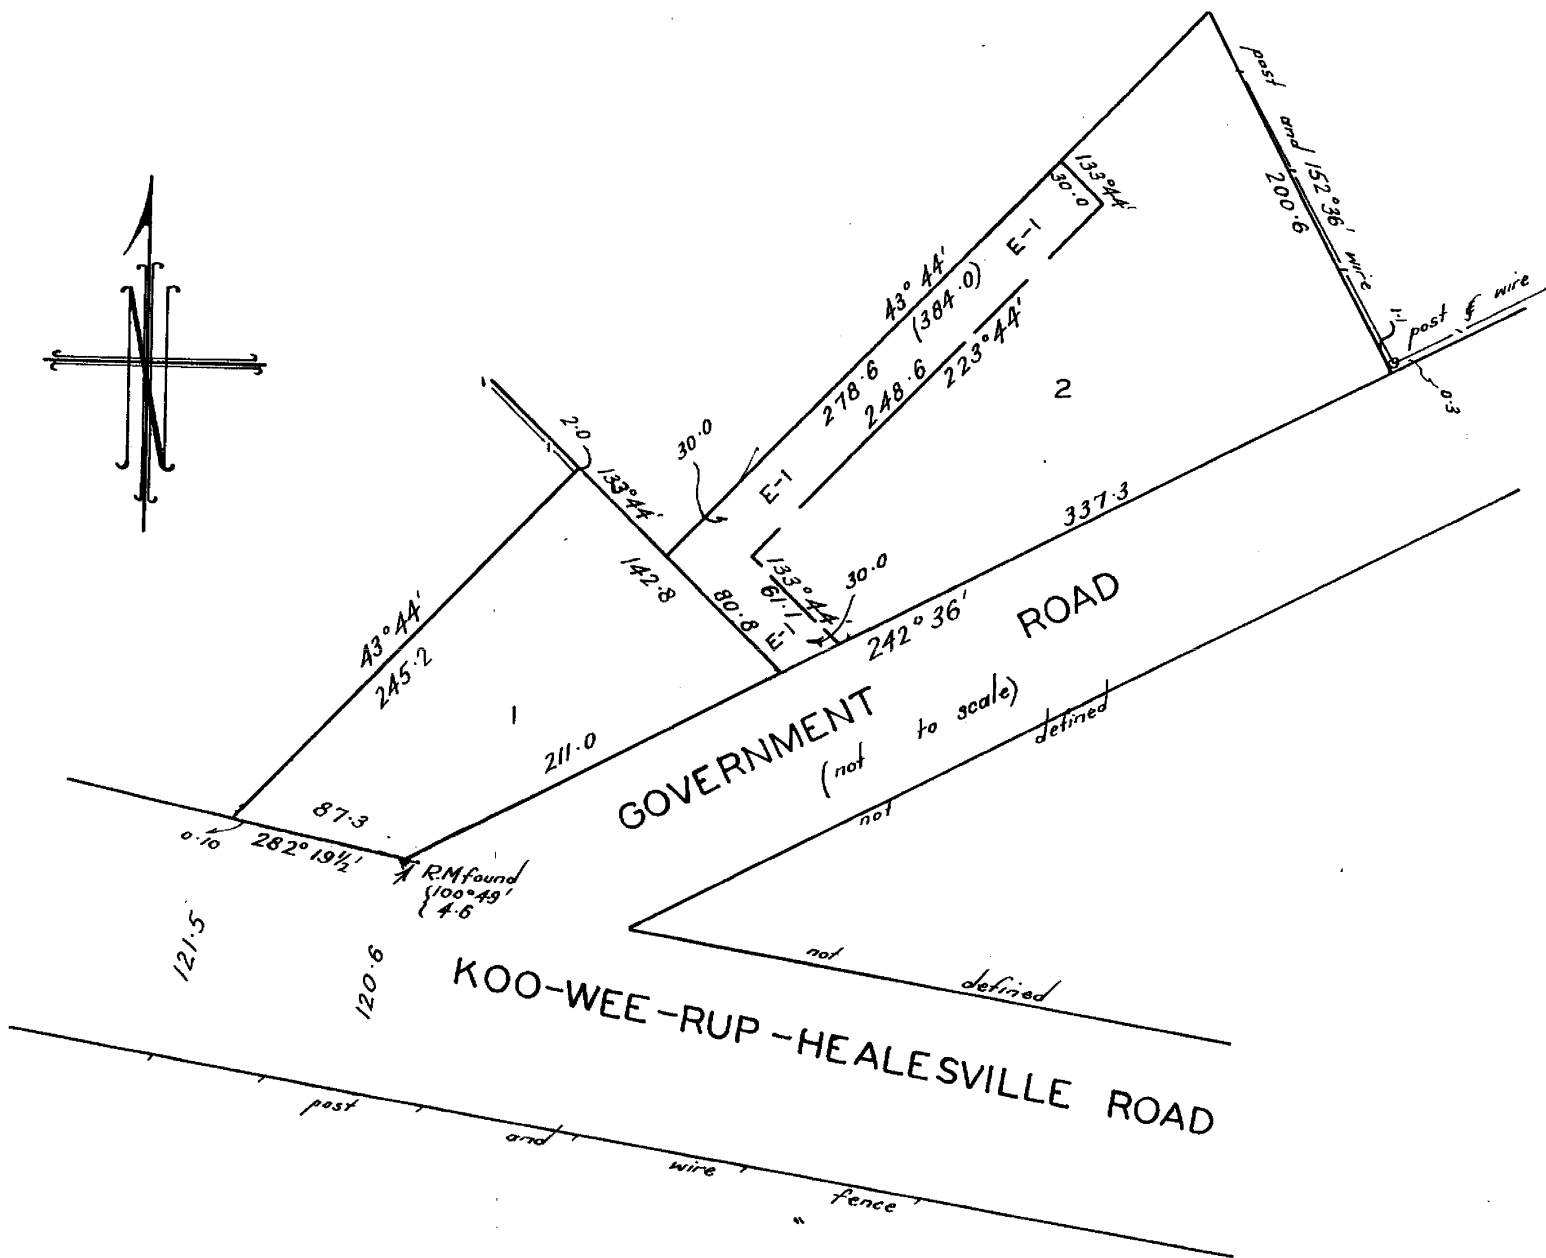 post and wire
152°36'
200·6
133°44'
30·0
E-1
43°44'
(384·0)
278·6
248·6
223°44'
1·1
post & wire
0·3
2
2·0
30·0
133°44'
E-1
337·3
142·8
80·8
133°44'
61·1
30·0
E-1
242°36'
ROAD
43°44'
245·2
1
211·0
GOVERNMENT
(not to scale)
not defined
87·3
0·10
282°19½'
R.M found
100°49'
4·6
121·5
120·6
not defined
KOO-WEE-RUP-HEALESVILLE ROAD
post and wire fence